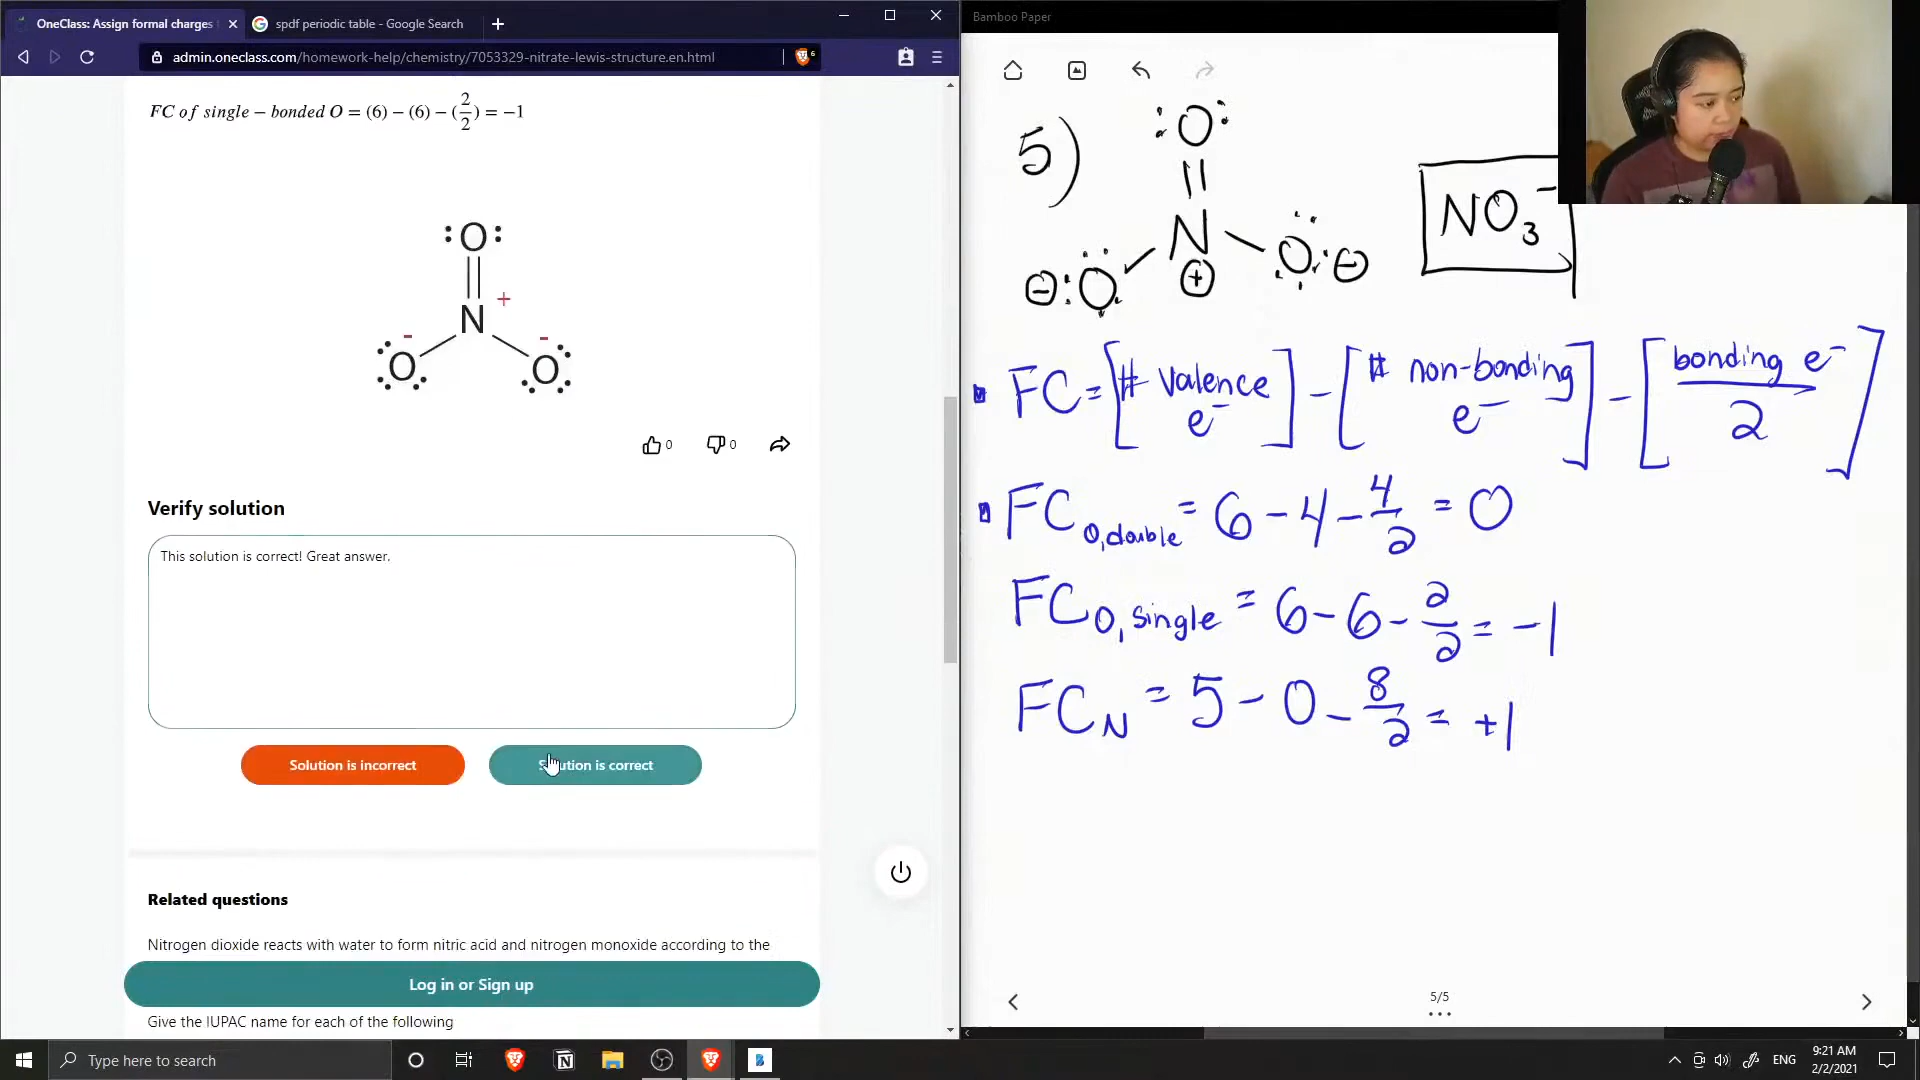 OneClass: Assign formal charges
spdf periodic table - Google Search
admin.oneclass.com/homework-help/chemistry/7053329-nitrate-lewis-structure.en.html
6
FC of single – bonded O = (6) – (6) – (2/2) = –1
:O:
N +
O -
O -
0
0
Verify solution
This solution is correct! Great answer.
Solution is incorrect
Solution is correct
Related questions
Nitrogen dioxide reacts with water to form nitric acid and nitrogen monoxide according to the
Log in or Sign up
Give the IUPAC name for each of the following
Bamboo Paper
5)
:O:
N
⊕
⊖:O
O:⊖
NO₃⁻
FC = [# valence e⁻] - [# non-bonding e⁻] - [bonding e⁻/2]
FC O, double = 6 - 4 - 4/2 = 0
FC O, single = 6 - 6 - 2/2 = -1
FC N = 5 - 0 - 8/2 = +1
5/5
Type here to search
ENG
9:21 AM
2/2/2021